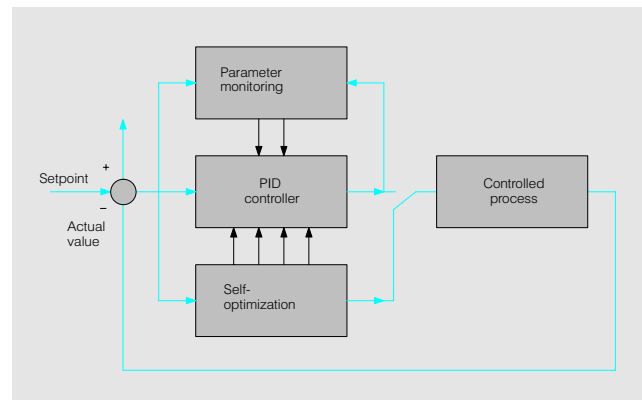 Parameter
monitoring
+
Setpoint
PID
controller
Controlled
process
–
Actual
value
Self-
optimization